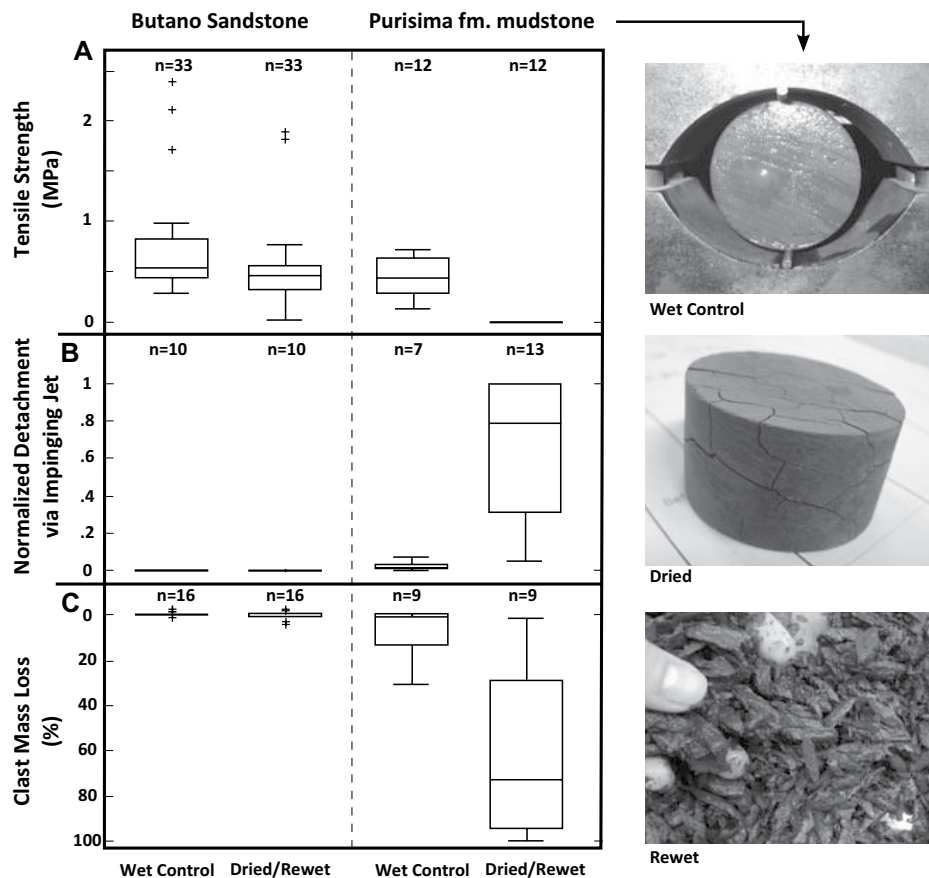 Butano Sandstone Purisima fm. mudstone
A
n=33 n=33 n=12 n=12
2
1
0
Tensile Strength
(MPa)
B
n=10 n=10 n=7 n=13
1
.8
.6
.4
.2
0
Normalized Detachment
via Impinging Jet
C
n=16 n=16 n=9 n=9
0
20
40
60
80
100
Clast Mass Loss
(%)
Wet Control Dried/Rewet Wet Control Dried/Rewet
Wet Control
Dried
Rewet